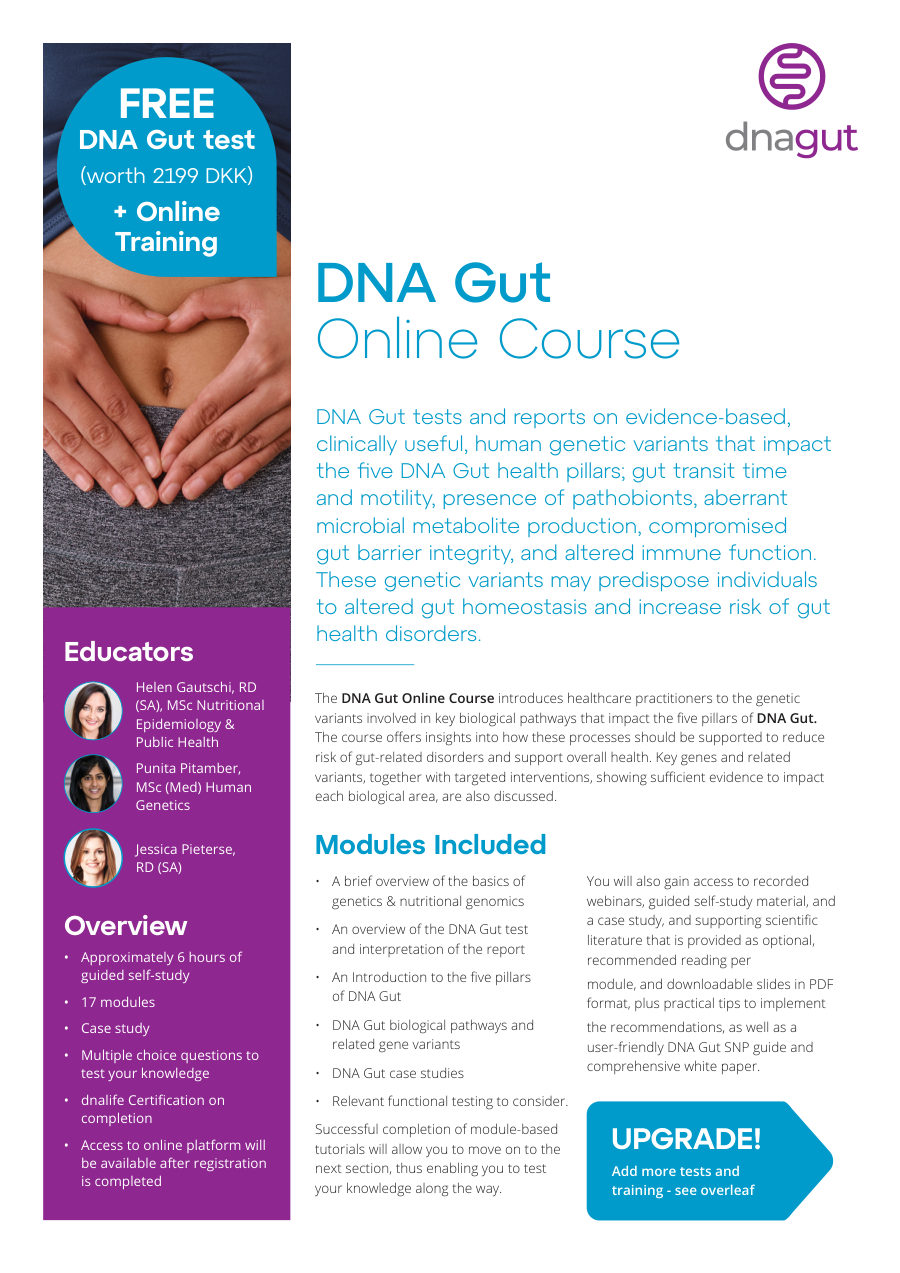 FREE
DNA Gut test
(worth 2199 DKK)
+ Online
Training
dnagut
DNA Gut
Online Course
DNA Gut tests and reports on evidence-based,
clinically useful, human genetic variants that impact
the five DNA Gut health pillars; gut transit time
and motility, presence of pathobionts, aberrant
microbial metabolite production, compromised
gut barrier integrity, and altered immune function.
These genetic variants may predispose individuals
to altered gut homeostasis and increase risk of gut
health disorders.
Educators
Helen Gautschi, RD
(SA), MSc Nutritional
Epidemiology &
Public Health
Punita Pitamber,
MSc (Med) Human
Genetics
Jessica Pieterse,
RD (SA)
Overview
• Approximately 6 hours of
guided self-study
• 17 modules
• Case study
• Multiple choice questions to
test your knowledge
• dnalife Certification on
completion
• Access to online platform will
be available after registration
is completed
The DNA Gut Online Course introduces healthcare practitioners to the genetic
variants involved in key biological pathways that impact the five pillars of DNA Gut.
The course offers insights into how these processes should be supported to reduce
risk of gut-related disorders and support overall health. Key genes and related
variants, together with targeted interventions, showing sufficient evidence to impact
each biological area, are also discussed.
Modules Included
• A brief overview of the basics of
genetics & nutritional genomics
• An overview of the DNA Gut test
and interpretation of the report
• An Introduction to the five pillars
of DNA Gut
• DNA Gut biological pathways and
related gene variants
• DNA Gut case studies
• Relevant functional testing to consider.
Successful completion of module-based
tutorials will allow you to move on to the
next section, thus enabling you to test
your knowledge along the way.
You will also gain access to recorded
webinars, guided self-study material, and
a case study, and supporting scientific
literature that is provided as optional,
recommended reading per
module, and downloadable slides in PDF
format, plus practical tips to implement
the recommendations, as well as a
user-friendly DNA Gut SNP guide and
comprehensive white paper.
UPGRADE!
Add more tests and
training - see overleaf